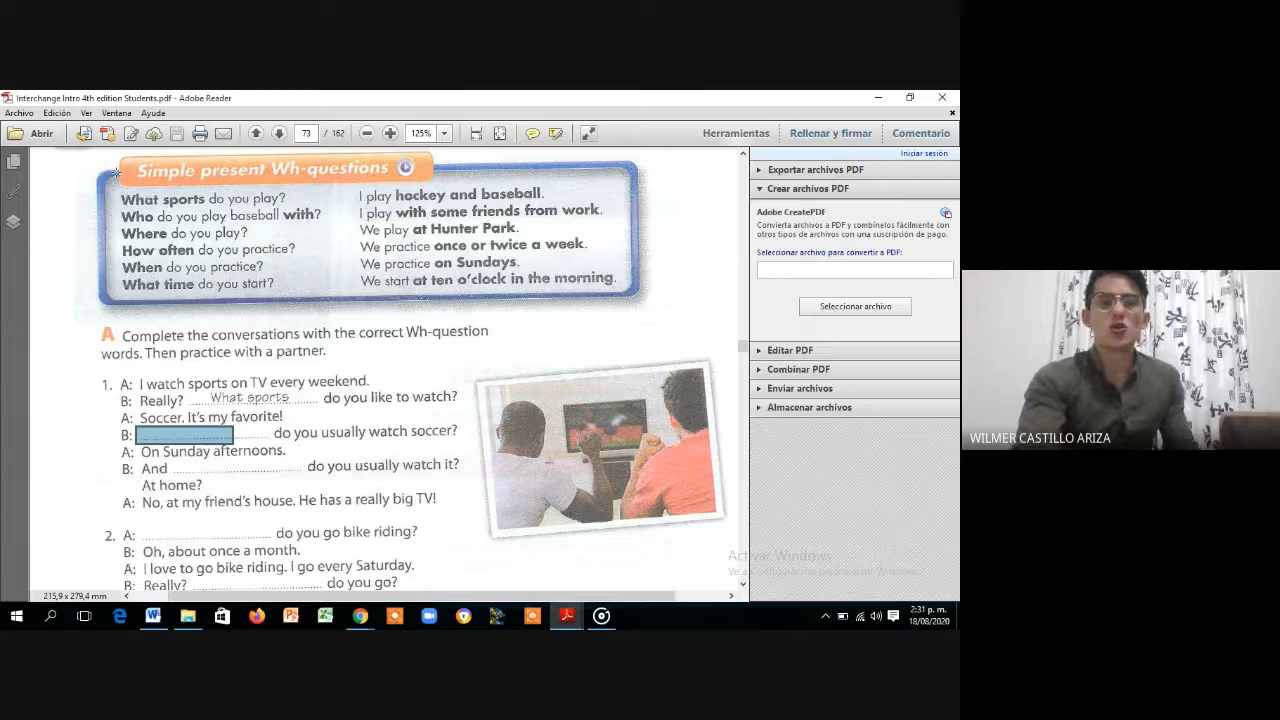 Interchange Intro 4th edition Students.pdf - Adobe Reader
Archivo Edición Ver Ventana Ayuda
Abrir 73 / 162 125% Herramientas Rellenar y firmar Comentario
Iniciar sesión
Exportar archivos PDF
Crear archivos PDF
Adobe CreatePDF
Convierta archivos a PDF y combínelos fácilmente con otros tipos de archivos con una suscripción de pago.
Seleccionar archivo para convertir a PDF:
Seleccionar archivo
Editar PDF
Combinar PDF
Enviar archivos
Almacenar archivos
Simple present Wh-questions
What sports do you play? I play hockey and baseball.
Who do you play baseball with? I play with some friends from work.
Where do you play? We play at Hunter Park.
How often do you practice? We practice once or twice a week.
When do you practice? We practice on Sundays.
What time do you start? We start at ten o'clock in the morning.
A Complete the conversations with the correct Wh-question
words. Then practice with a partner.
1. A: I watch sports on TV every weekend.
B: Really? What sports do you like to watch?
A: Soccer. It's my favorite!
B: do you usually watch soccer?
A: On Sunday afternoons.
B: And do you usually watch it?
At home?
A: No, at my friend's house. He has a really big TV!
2. A: do you go bike riding?
B: Oh, about once a month.
A: I love to go bike riding. I go every Saturday.
B: Really? do you go?
215,9 x 279,4 mm
Activar Windows
2:31 p. m.
18/08/2020
WILMER CASTILLO ARIZA